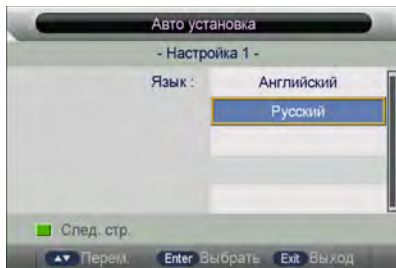 Авто установка
- Настройка 1 -
Язык : Английский
Русский
След. стр.
Перем. Enter Выбрать Exit Выход